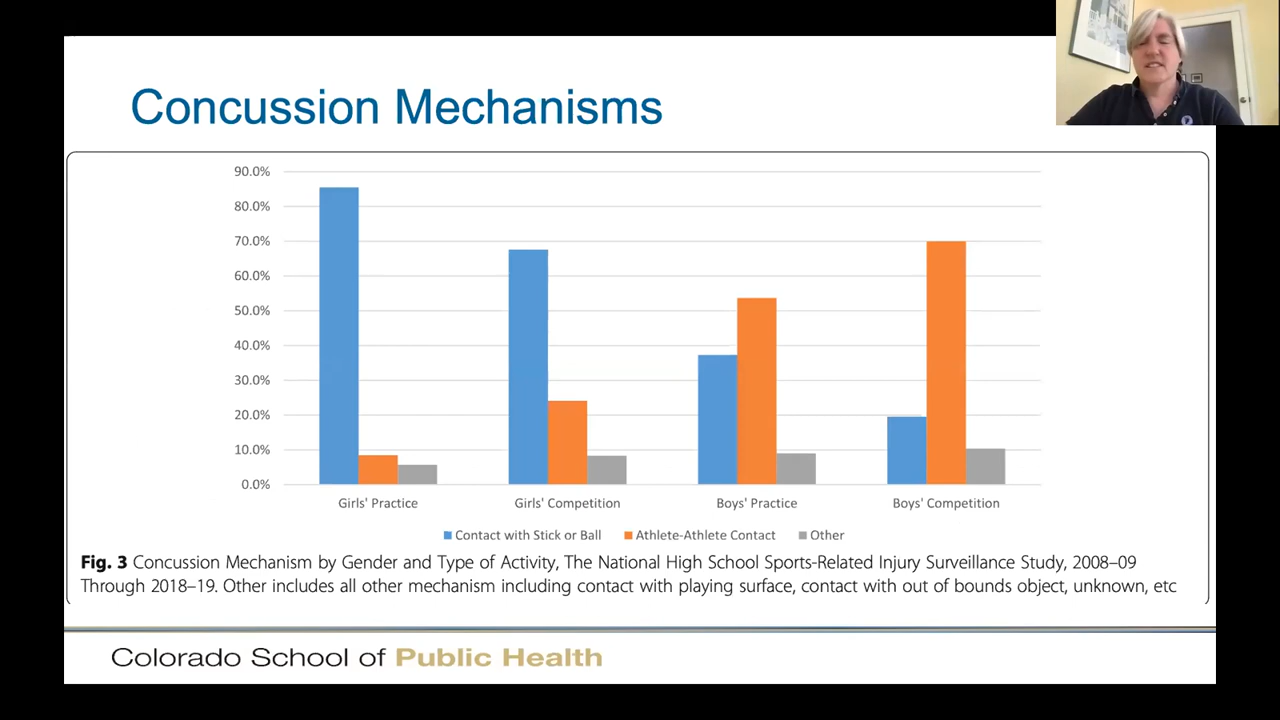 Concussion Mechanisms
90.0%
80.0%
70.0%
60.0%
50.0%
40.0%
30.0%
20.0%
10.0%
0.0%
Girls' Practice
Girls' Competition
Boys' Practice
Boys' Competition
Contact with Stick or Ball
Athlete-Athlete Contact
Other
Fig. 3 Concussion Mechanism by Gender and Type of Activity, The National High School Sports-Related Injury Surveillance Study, 2008–09
Through 2018–19. Other includes all other mechanism including contact with playing surface, contact with out of bounds object, unknown, etc
Colorado School of Public Health